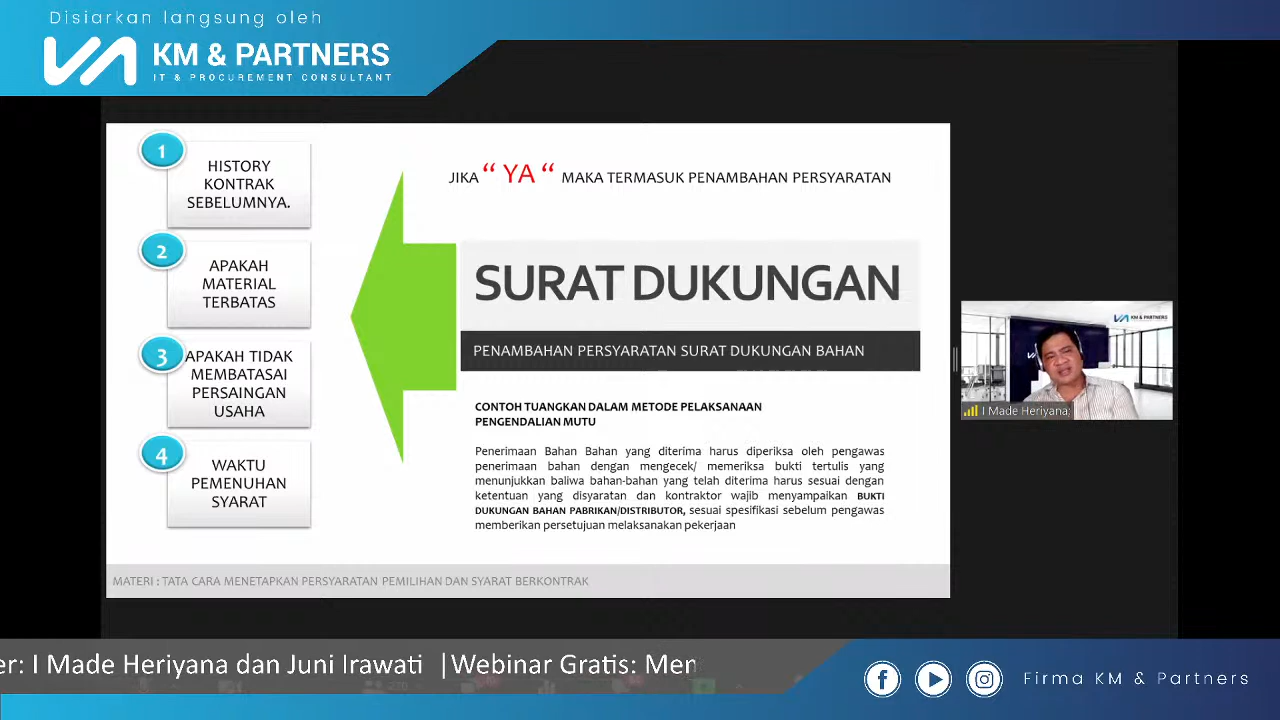 Disiarkan langsung oleh
KM & PARTNERS
IT & PROCUREMENT CONSULTANT
1
HISTORY
KONTRAK
SEBELUMNYA.
2
APAKAH
MATERIAL
TERBATAS
3
APAKAH TIDAK
MEMBATASAI
PERSAINGAN
USAHA
4
WAKTU
PEMENUHAN
SYARAT
JIKA “ YA “ MAKA TERMASUK PENAMBAHAN PERSYARATAN
SURAT DUKUNGAN
PENAMBAHAN PERSYARATAN SURAT DUKUNGAN BAHAN
CONTOH TUANGKAN DALAM METODE PELAKSANAAN
PENGENDALIAN MUTU
Penerimaan Bahan Bahan yang diterima harus diperiksa oleh pengawas
penerimaan bahan dengan mengecek/ memeriksa bukti tertulis yang
menunjukkan baliwa bahan-bahan yang telah diterima harus sesuai dengan
ketentuan yang disyaratan dan kontraktor wajib menyampaikan BUKTI
DUKUNGAN BAHAN PABRIKAN/DISTRIBUTOR, sesuai spesifikasi sebelum pengawas
memberikan persetujuan melaksanakan pekerjaan
MATERI : TATA CARA MENETAPKAN PERSYARATAN PEMILIHAN DAN SYARAT BERKONTRAK
KM & PARTNERS
I Made Heriyana;
er: I Made Heriyana dan Juni Irawati |Webinar Gratis: Men
Firma KM & Partners